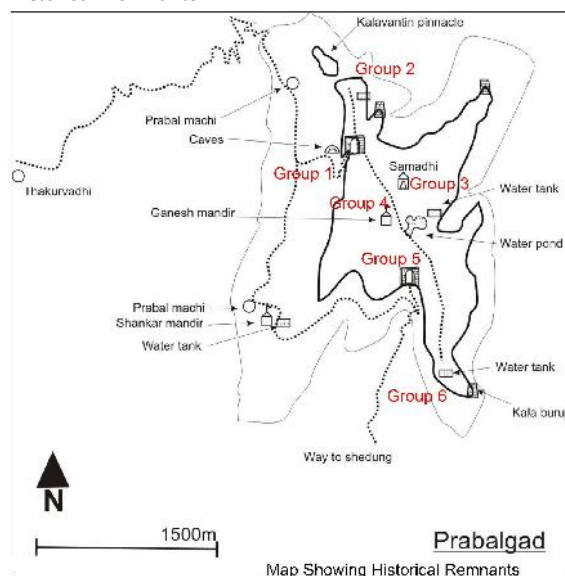 Kalavantin pinnacle
Group 2
Prabal machi
Caves
Group 1
Thakurvadhi
Samadhi
Group 3
Water tank
Group 4
Ganesh mandir
Water pond
Group 5
Prabal machi
Shankar mandir
Water tank
Water tank
Group 6
Kala buruj
Way to shedung
N
1500m
Prabalgad
Map Showing Historical Remnants